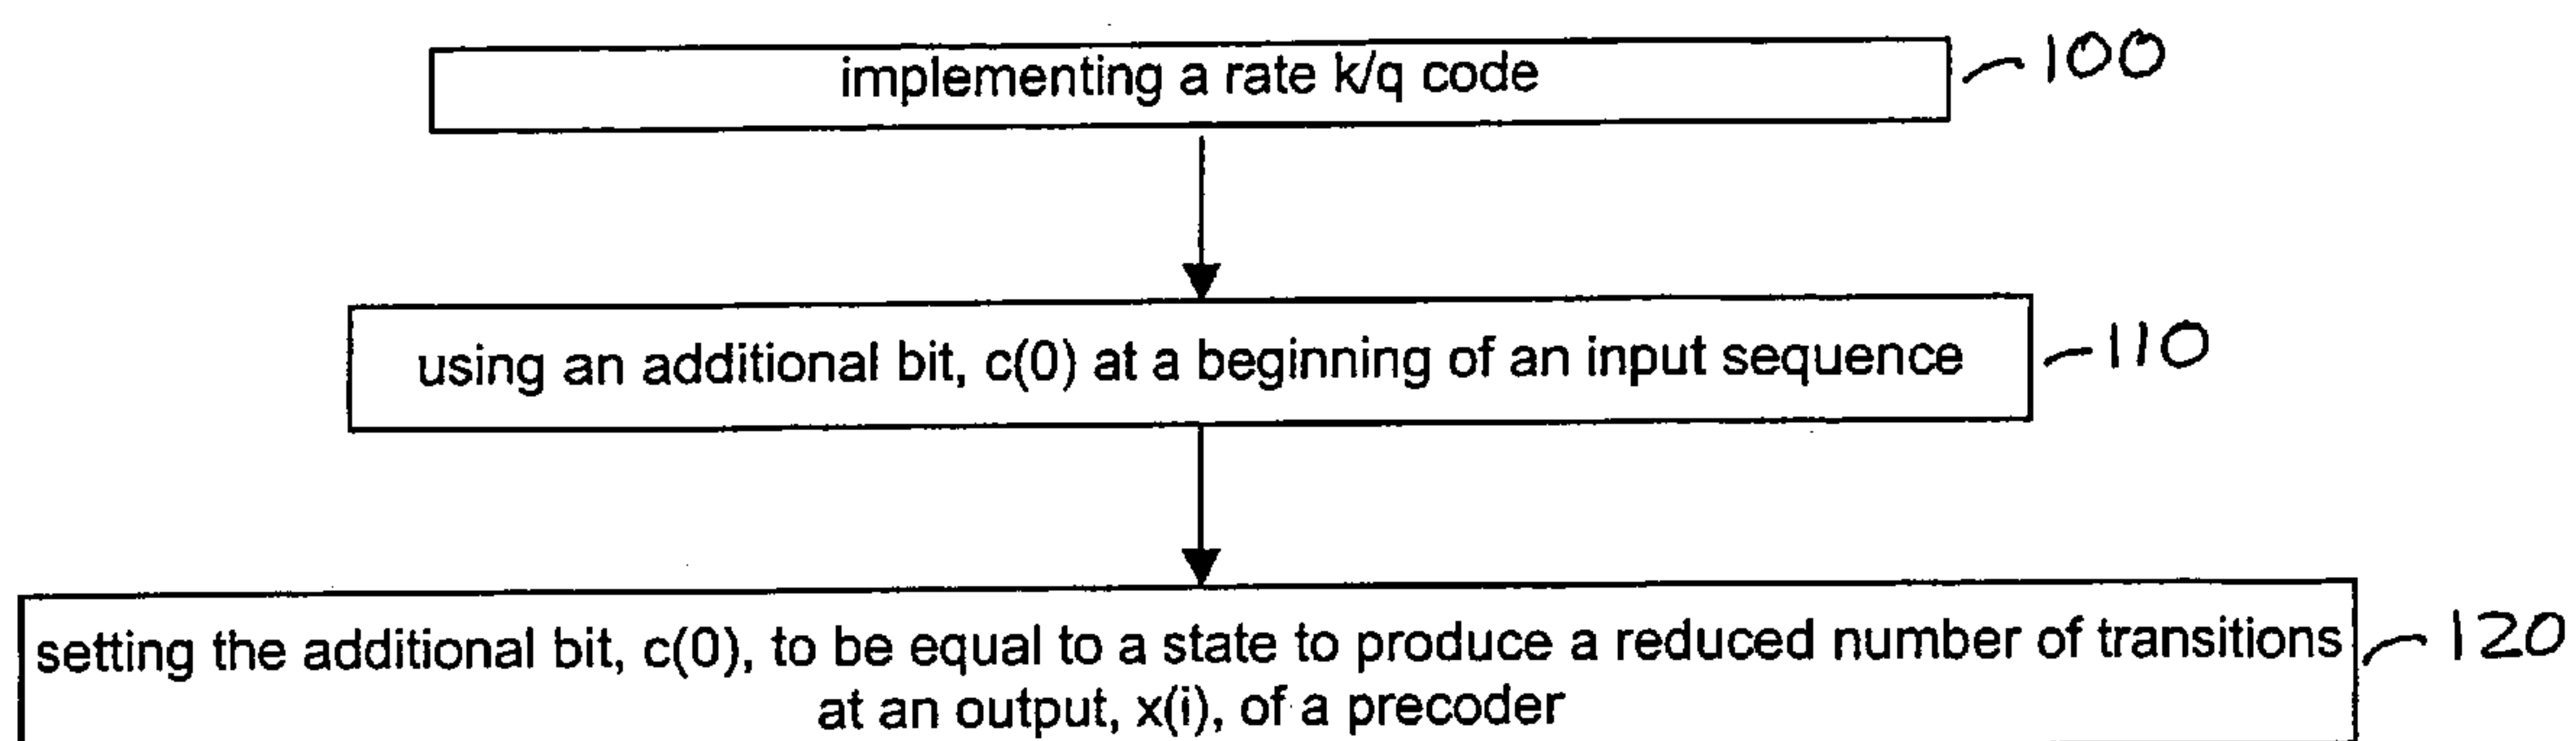 implementing a rate k/q code
100
using an additional bit, c(0) at a beginning of an input sequence
110
setting the additional bit, c(0), to be equal to a state to produce a reduced number of transitions
at an output, x(i), of a precoder
120